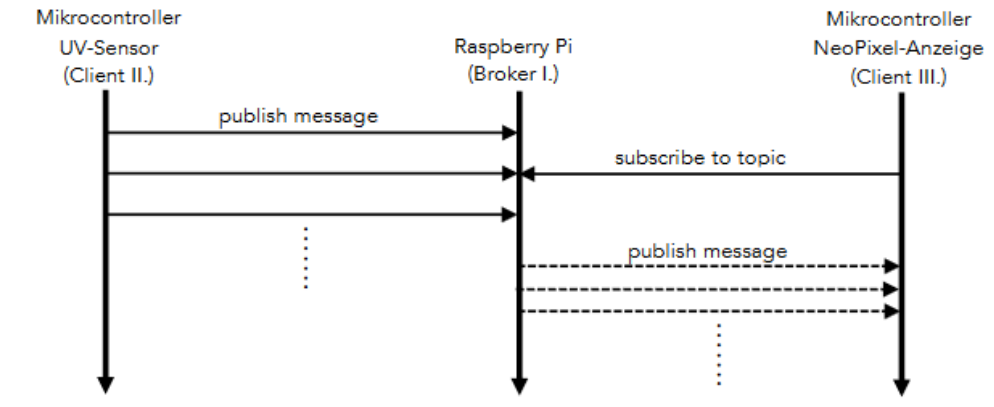 Mikrocontroller
UV-Sensor
(Client II.)
Raspberry Pi
(Broker I.)
Mikrocontroller
NeoPixel-Anzeige
(Client III.)
publish message
subscribe to topic
publish message